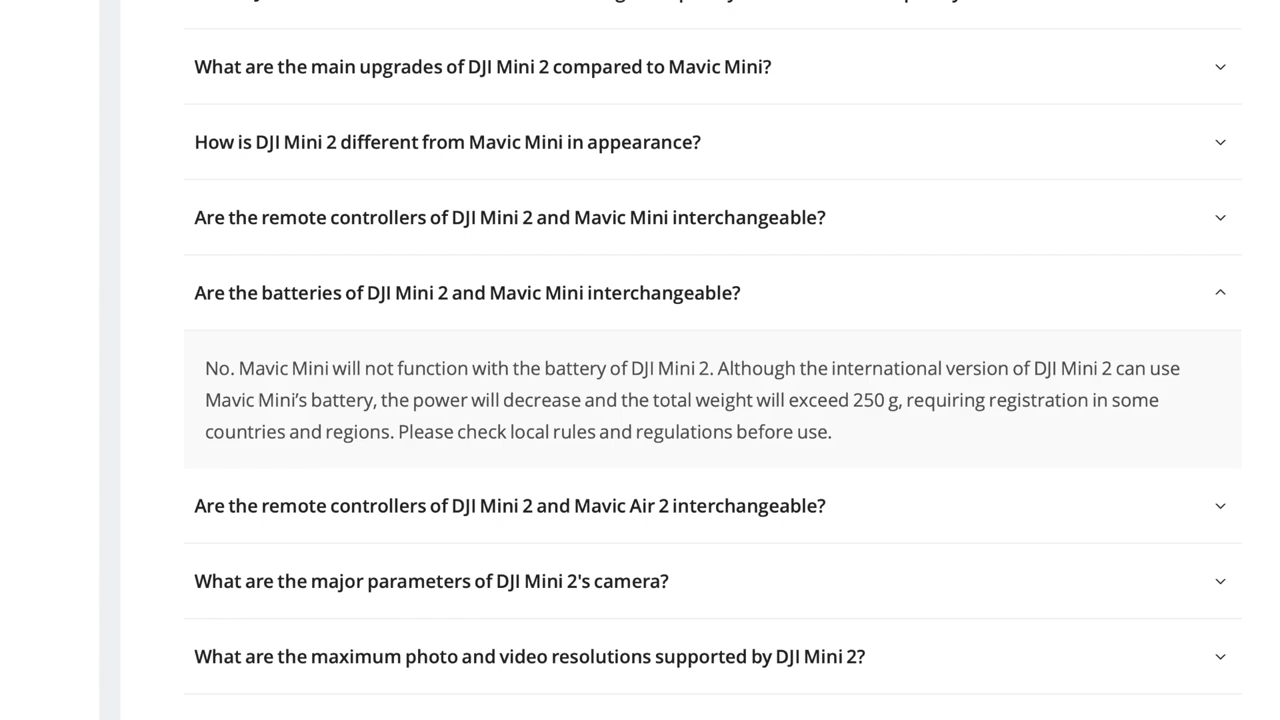 What are the main upgrades of DJI Mini 2 compared to Mavic Mini?
How is DJI Mini 2 different from Mavic Mini in appearance?
Are the remote controllers of DJI Mini 2 and Mavic Mini interchangeable?
Are the batteries of DJI Mini 2 and Mavic Mini interchangeable?
No. Mavic Mini will not function with the battery of DJI Mini 2. Although the international version of DJI Mini 2 can use
Mavic Mini’s battery, the power will decrease and the total weight will exceed 250 g, requiring registration in some
countries and regions. Please check local rules and regulations before use.
Are the remote controllers of DJI Mini 2 and Mavic Air 2 interchangeable?
What are the major parameters of DJI Mini 2's camera?
What are the maximum photo and video resolutions supported by DJI Mini 2?